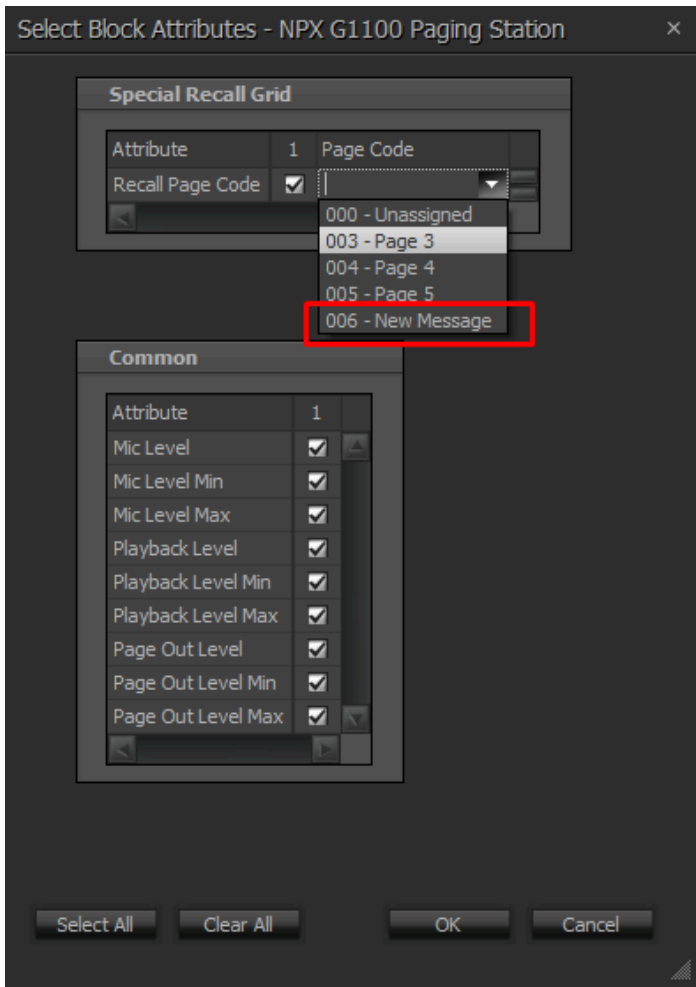 Select Block Attributes - NPX G1100 Paging Station
Special Recall Grid
Attribute 1 Page Code
Recall Page Code
000 - Unassigned
003 - Page 3
004 - Page 4
005 - Page 5
006 - New Message
Common
Attribute 1
Mic Level
Mic Level Min
Mic Level Max
Playback Level
Playback Level Min
Playback Level Max
Page Out Level
Page Out Level Min
Page Out Level Max
Select All Clear All OK Cancel